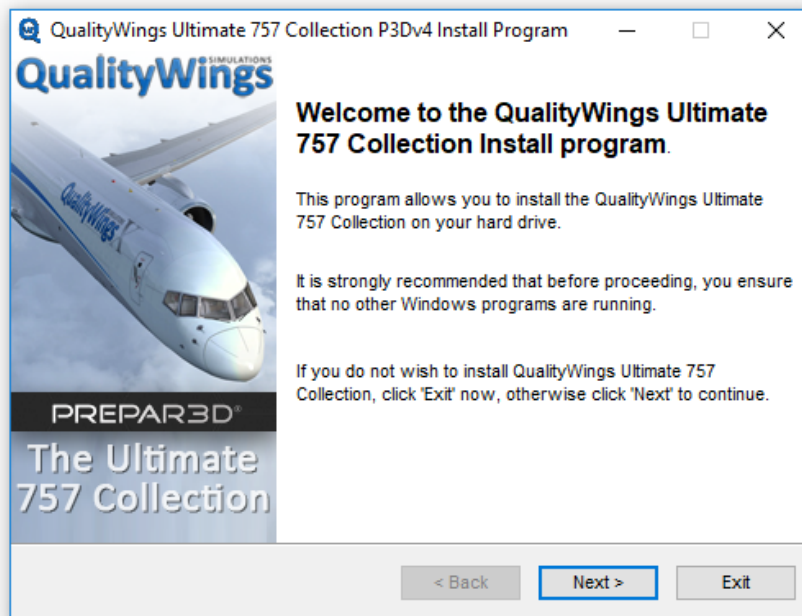 QualityWings Ultimate 757 Collection P3Dv4 Install Program
SIMULATIONS
QualityWings
Welcome to the QualityWings Ultimate
757 Collection Install program.
This program allows you to install the QualityWings Ultimate
757 Collection on your hard drive.
It is strongly recommended that before proceeding, you ensure
that no other Windows programs are running.
If you do not wish to install QualityWings Ultimate 757
Collection, click 'Exit' now, otherwise click 'Next' to continue.
QualityWings
PREPAR3D®
The Ultimate
757 Collection
< Back
Next >
Exit